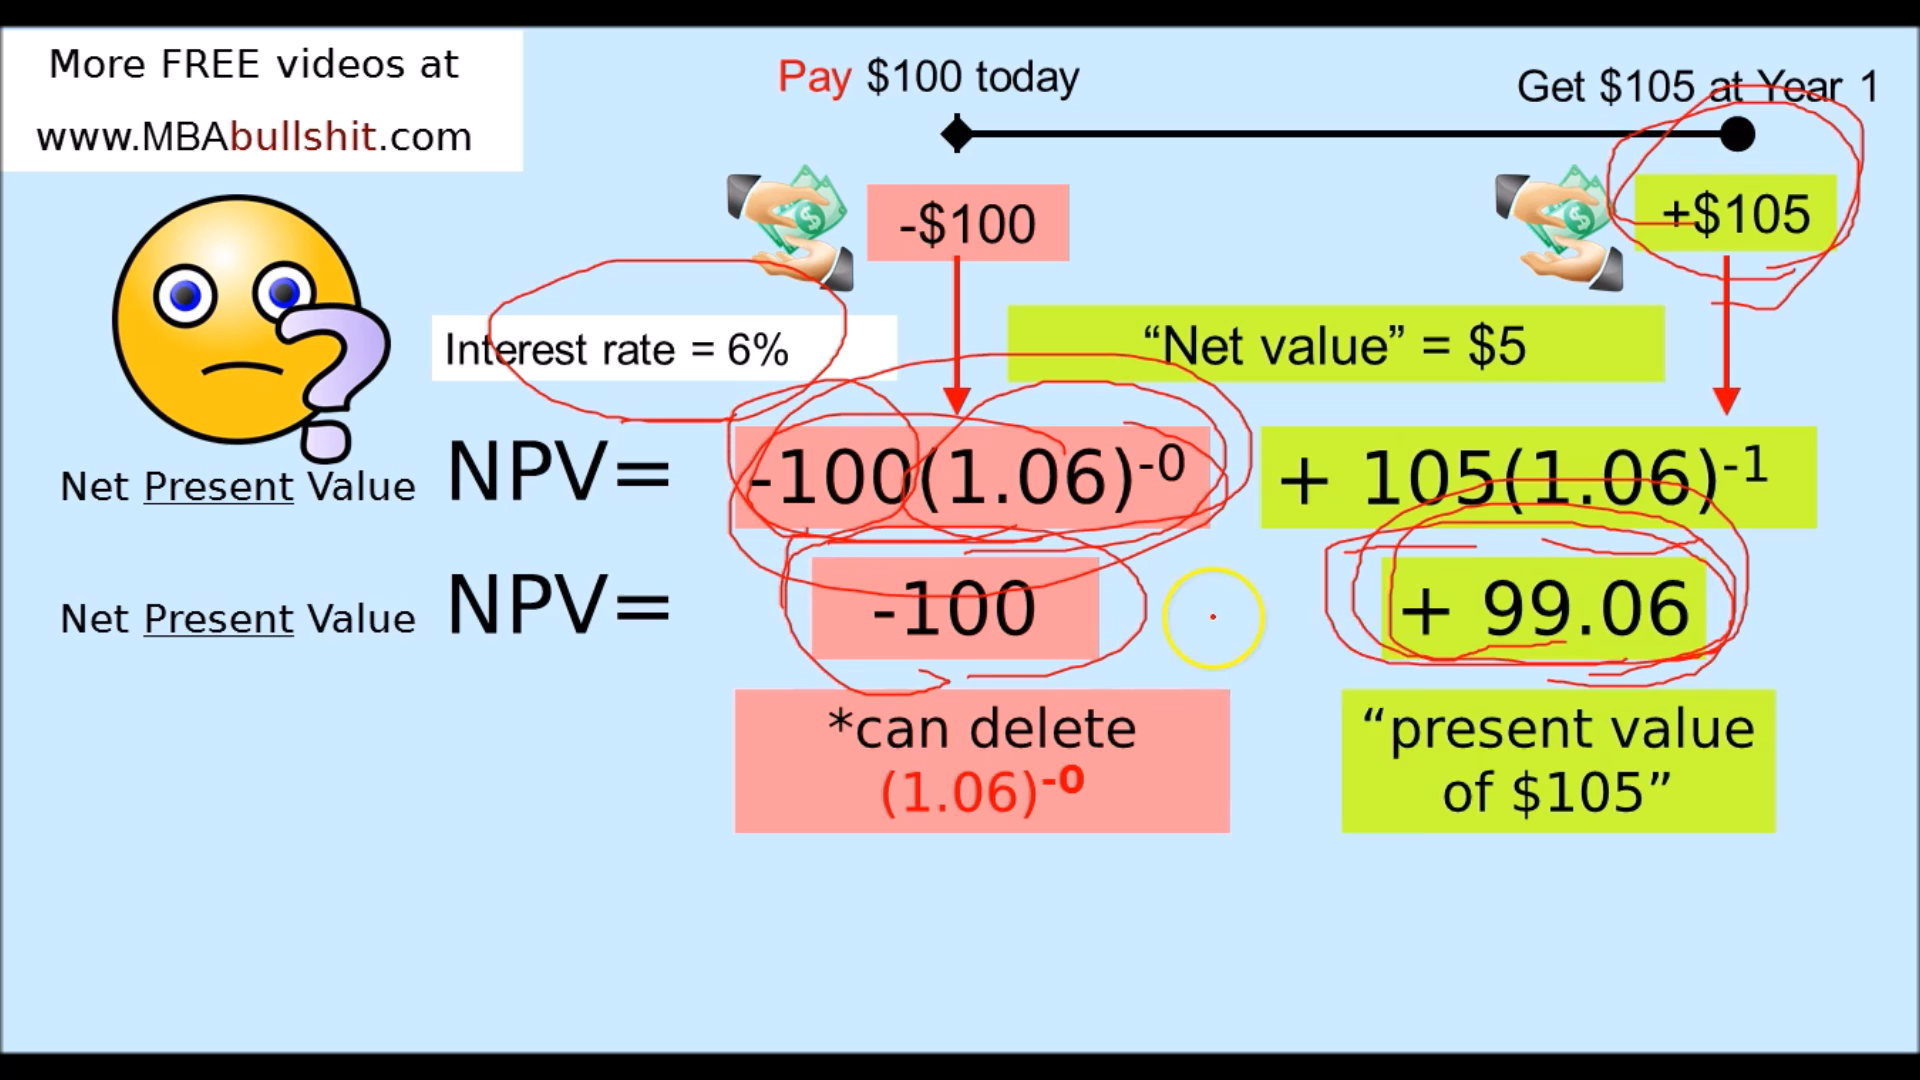 More FREE videos at
www.MBAbullshit.com
Pay $100 today
Get $105 at Year 1
-$100
+$105
Interest rate = 6%
“Net value” = $5
Net Present Value NPV= -100(1.06)⁻⁰ + 105(1.06)⁻¹
Net Present Value NPV= -100 + 99.06
*can delete
(1.06)⁻⁰
“present value
of $105”